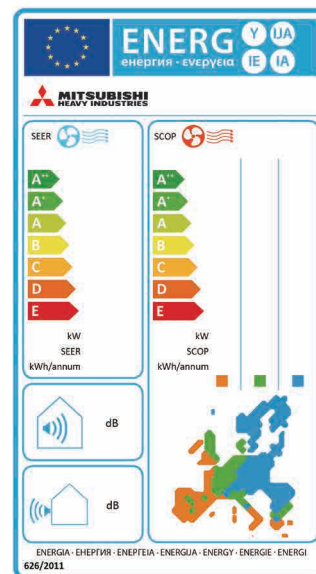 ENERG
енергия · ενεργεια
Y IJA
IE IA
MITSUBISHI
HEAVY INDUSTRIES
SEER
A++
A+
A
B
C
D
E
kW
SEER
kWh/annum
SCOP
A++
A+
A
B
C
D
E
kW
SCOP
kWh/annum
dB
dB
ENERGIA · ЕНЕРГИЯ · ΕΝΕΡΓΕΙΑ · ENERGIJA · ENERGY · ENERGIE · ENERGI
626/2011